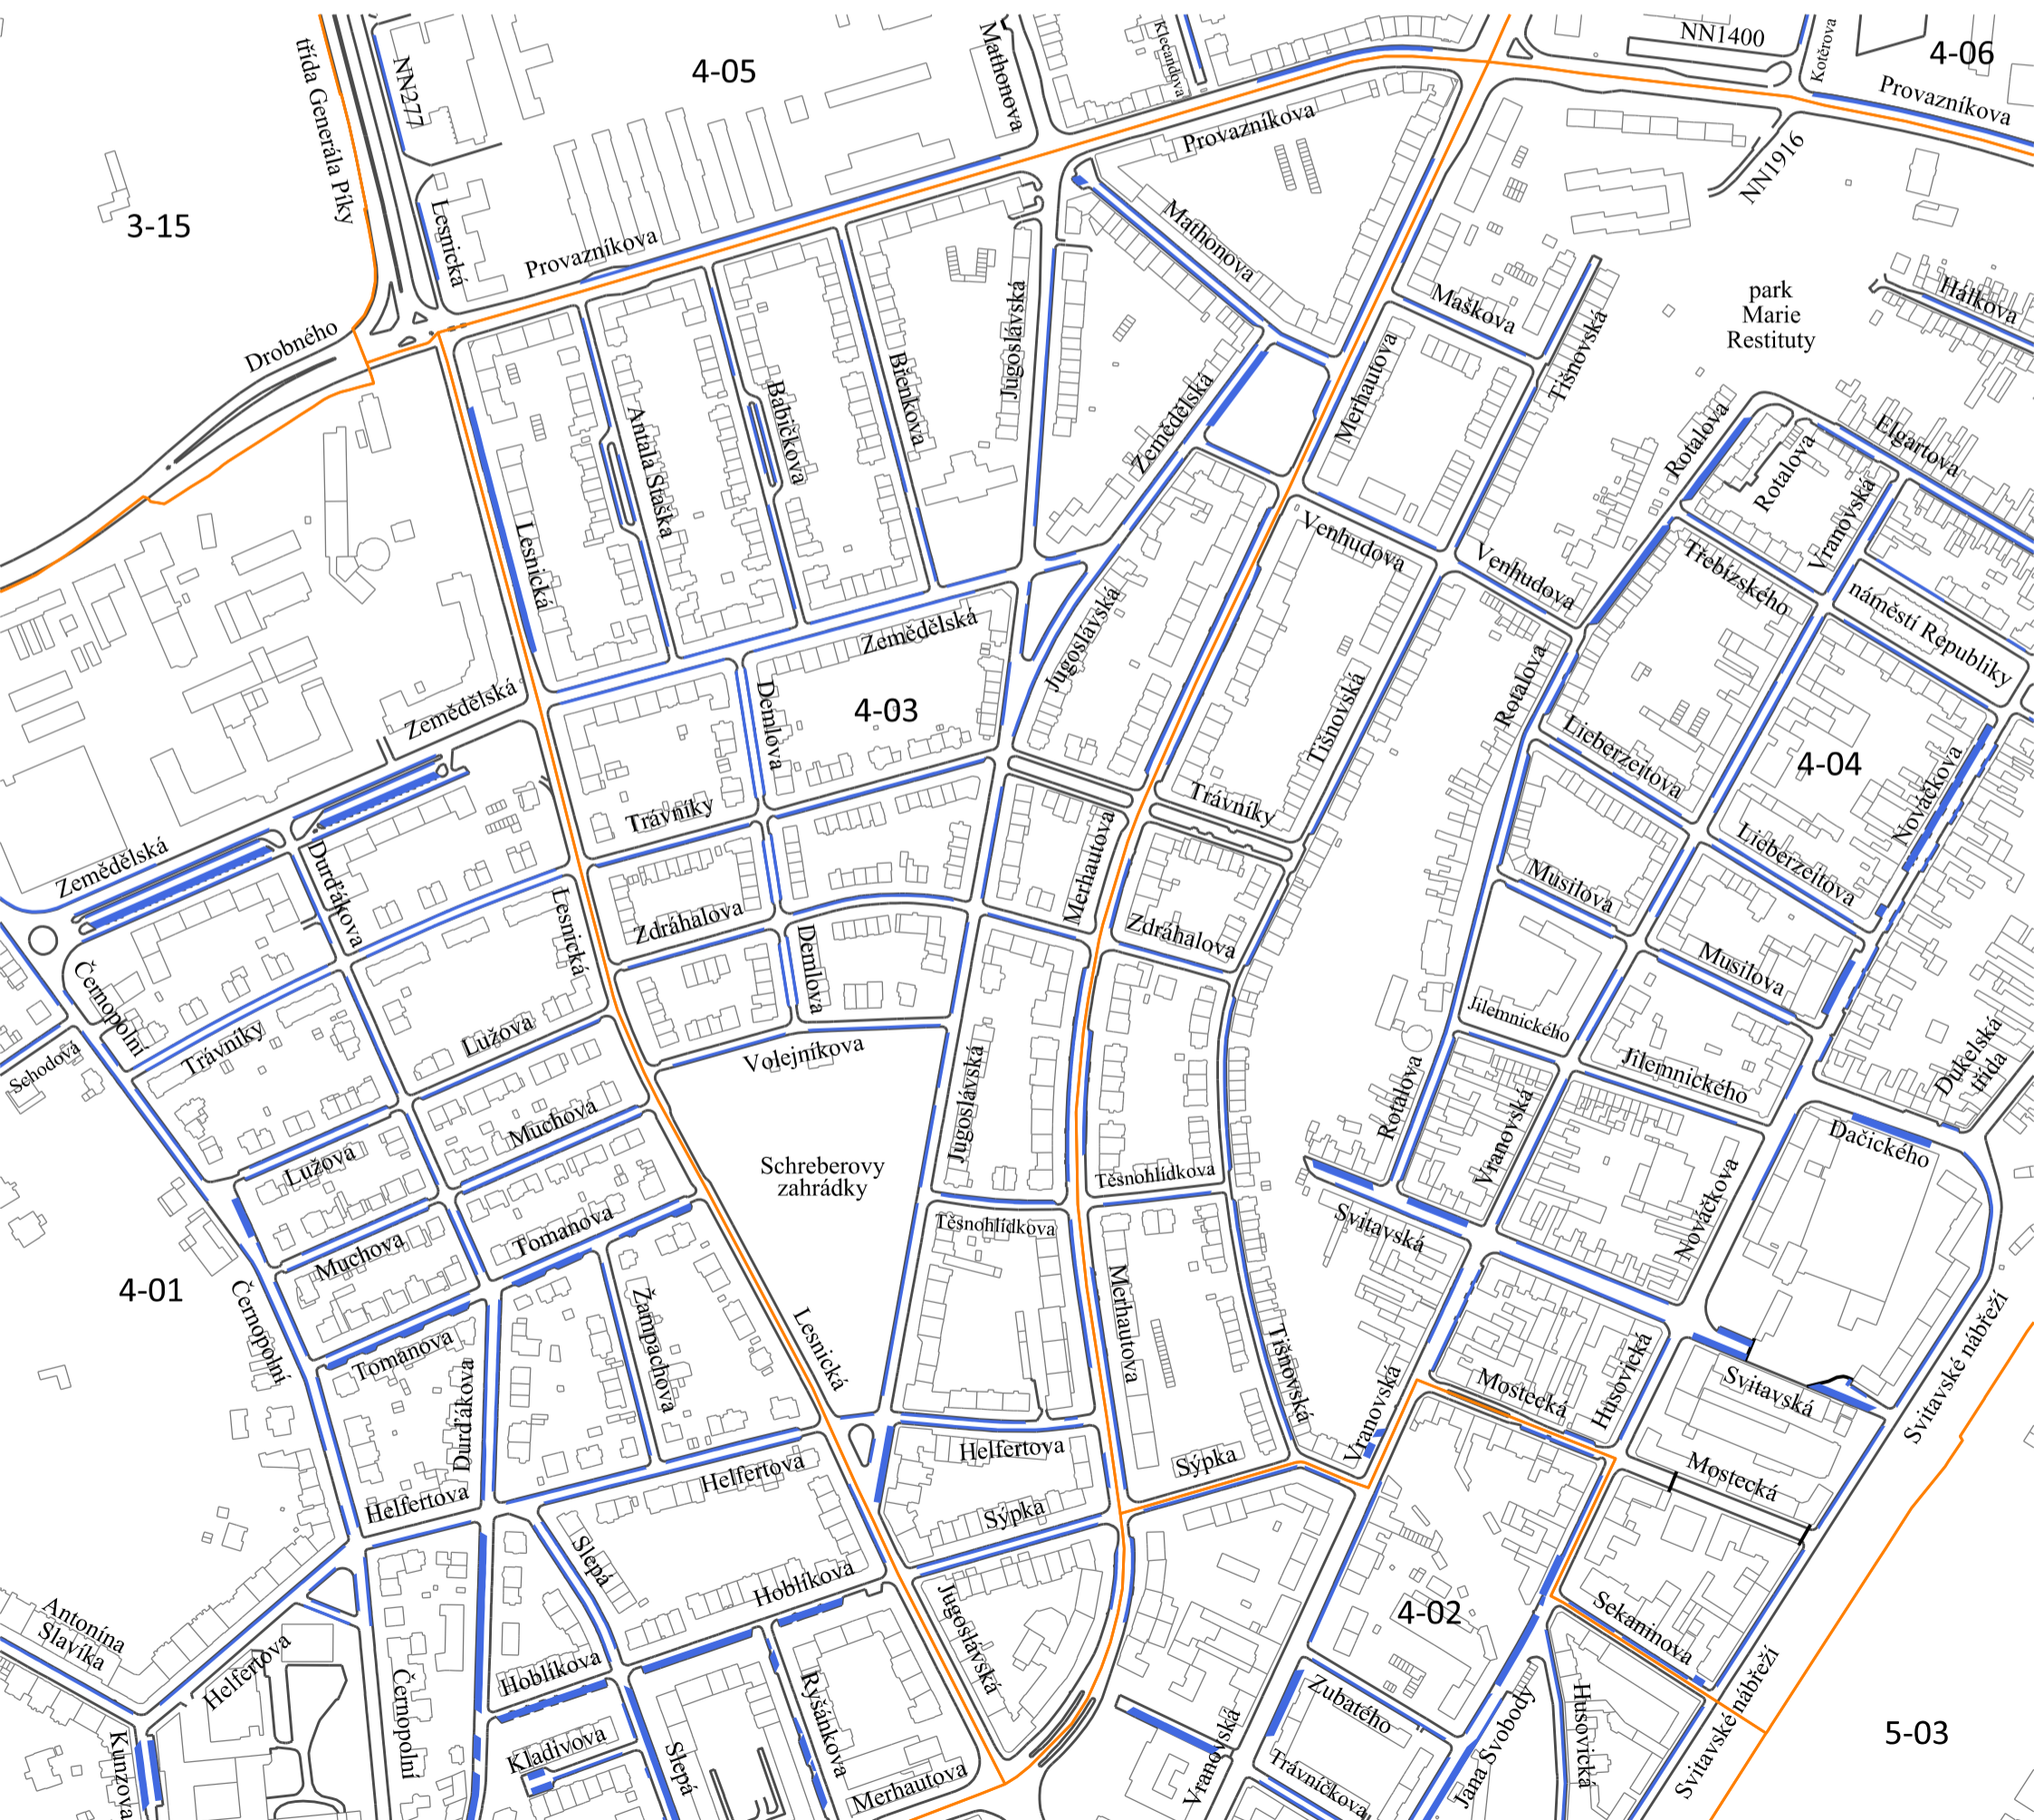 třída Generála Píky
NN277
4-05
Mathonova
Klečandova
NN1400
Kotěrova
4-06
Provazníkova
Provazníkova
NN1916
3-15
Lesnická
Provazníkova
Mathonova
Drobného
Jugoslávská
Maškova
park
Marie
Restituty
Haľkova
Tišnovská
Merhautova
Babičkova
Brenkova
Antala Staška
Zemědělská
Rotalova
Rotalova
Elgartova
Vranovská
Lesnická
Venhudova
Venhudova
Třebízského
náměstí Republiky
Jugoslávská
Zemědělská
Zemědělská
Demlova
4-03
Tišnovská
Rotalova
Lieberzeitova
4-04
Nováčkova
Trávníky
Trávníky
Merhautova
Lieberzeitova
Zemědělská
Durďákova
Lesnická
Zdráhalova
Zdráhalova
Musilova
Musilova
Demlova
Černopolní
Trávníky
Lužova
Volejníkova
Jilemnického
Jilemnického
Schodová
Dukelská
třída
Muchova
Jugoslávská
Rotalova
Vranovská
Dačického
Lužova
Schreberovy
zahrádky
Těsnohlídkova
Těsnohlídkova
Tomanova
Svitavská
Nováčkova
Muchova
4-01
Černopolní
Žampachova
Lesnická
Merhautova
Tišnovská
Tomanova
Durďákova
Vranovská
Mostecká
Husovická
Svitavská
Svitavské nábřeží
Helfertova
Helfertova
Helfertova
Sýpka
Sýpka
Mostecká
Slepá
Hoblíkova
Jugoslávská
4-02
Sekaninova
Antonína
Slavíka
Helfertova
Hoblíkova
Černopolní
Ryšánkova
Zubatého
Jana Svobody
Husovická
Svitavské nábřeží
5-03
Kunzova
Kladivova
Slepá
Merhautova
Vranovská
Trávníčkova